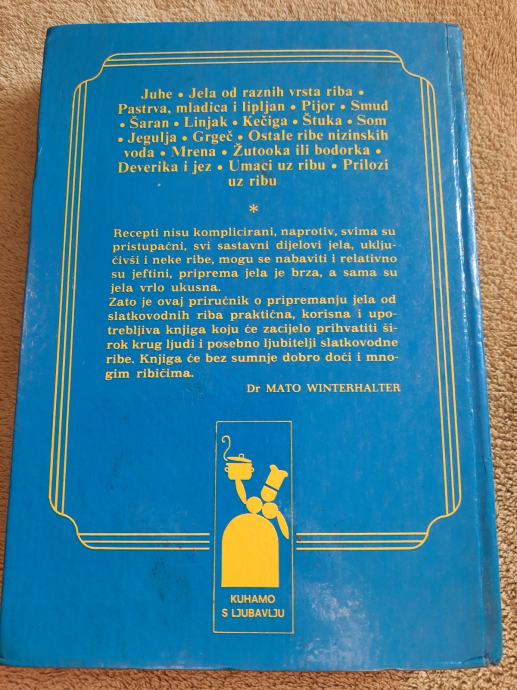 Juhe • Jela od raznih vrsta riba •
Pastrva, mladica i lipljan • Pijor • Smuđ
• Šaran • Linjak • Kečiga • Štuka • Som
• Jegulja • Grgeč • Ostale ribe nizinskih
voda • Mrena • Žutooka ili bodorka •
Deverika i jez • Umaci uz ribu • Prilozi
uz ribu
*
Recepti nisu komplicirani, naprotiv, svima su
pristupačni, svi sastavni dijelovi jela, uklju-
čivši i neke ribe, mogu se nabaviti i relativno
su jeftini, priprema jela je brza, a sama su
jela vrlo ukusna.
Zato je ovaj priručnik o pripremanju jela od
slatkovodnih riba praktična, korisna i upo-
trebljiva knjiga koju će zacijelo prihvatiti ši-
rok krug ljudi i posebno ljubitelji slatkovodne
ribe. Knjiga će bez sumnje dobro doći i mno-
gim ribičima.
Dr MATO WINTERHALTER
KUHAMO
S LJUBAVLJU